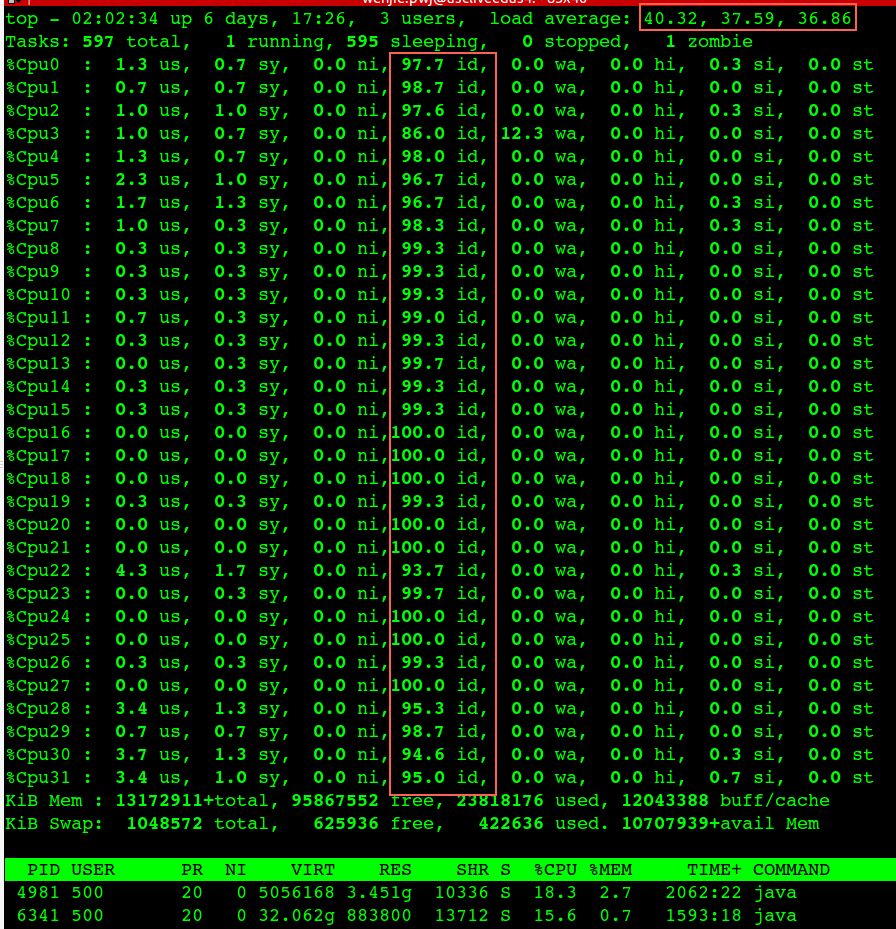 top - 02:02:34 up 6 days, 17:26, 3 users, load average: 40.32, 37.59, 36.86
Tasks: 597 total, 1 running, 595 sleeping, 0 stopped, 1 zombie
%Cpu0 : 1.3 us, 0.7 sy, 0.0 ni, 97.7 id, 0.0 wa, 0.0 hi, 0.3 si, 0.0 st
%Cpu1 : 0.7 us, 0.7 sy, 0.0 ni, 98.7 id, 0.0 wa, 0.0 hi, 0.0 si, 0.0 st
%Cpu2 : 1.0 us, 1.0 sy, 0.0 ni, 97.6 id, 0.0 wa, 0.0 hi, 0.3 si, 0.0 st
%Cpu3 : 1.0 us, 0.7 sy, 0.0 ni, 86.0 id, 12.3 wa, 0.0 hi, 0.0 si, 0.0 st
%Cpu4 : 1.3 us, 0.7 sy, 0.0 ni, 98.0 id, 0.0 wa, 0.0 hi, 0.0 si, 0.0 st
%Cpu5 : 2.3 us, 1.0 sy, 0.0 ni, 96.7 id, 0.0 wa, 0.0 hi, 0.0 si, 0.0 st
%Cpu6 : 1.7 us, 1.3 sy, 0.0 ni, 96.7 id, 0.0 wa, 0.0 hi, 0.3 si, 0.0 st
%Cpu7 : 1.0 us, 0.3 sy, 0.0 ni, 98.3 id, 0.0 wa, 0.0 hi, 0.3 si, 0.0 st
%Cpu8 : 0.3 us, 0.3 sy, 0.0 ni, 99.3 id, 0.0 wa, 0.0 hi, 0.0 si, 0.0 st
%Cpu9 : 0.3 us, 0.3 sy, 0.0 ni, 99.3 id, 0.0 wa, 0.0 hi, 0.0 si, 0.0 st
%Cpu10 : 0.3 us, 0.3 sy, 0.0 ni, 99.3 id, 0.0 wa, 0.0 hi, 0.0 si, 0.0 st
%Cpu11 : 0.7 us, 0.3 sy, 0.0 ni, 99.0 id, 0.0 wa, 0.0 hi, 0.0 si, 0.0 st
%Cpu12 : 0.3 us, 0.3 sy, 0.0 ni, 99.3 id, 0.0 wa, 0.0 hi, 0.0 si, 0.0 st
%Cpu13 : 0.0 us, 0.3 sy, 0.0 ni, 99.7 id, 0.0 wa, 0.0 hi, 0.0 si, 0.0 st
%Cpu14 : 0.3 us, 0.3 sy, 0.0 ni, 99.3 id, 0.0 wa, 0.0 hi, 0.0 si, 0.0 st
%Cpu15 : 0.3 us, 0.3 sy, 0.0 ni, 99.3 id, 0.0 wa, 0.0 hi, 0.0 si, 0.0 st
%Cpu16 : 0.0 us, 0.0 sy, 0.0 ni,100.0 id, 0.0 wa, 0.0 hi, 0.0 si, 0.0 st
%Cpu17 : 0.0 us, 0.0 sy, 0.0 ni,100.0 id, 0.0 wa, 0.0 hi, 0.0 si, 0.0 st
%Cpu18 : 0.0 us, 0.0 sy, 0.0 ni,100.0 id, 0.0 wa, 0.0 hi, 0.0 si, 0.0 st
%Cpu19 : 0.3 us, 0.3 sy, 0.0 ni, 99.3 id, 0.0 wa, 0.0 hi, 0.0 si, 0.0 st
%Cpu20 : 0.0 us, 0.0 sy, 0.0 ni,100.0 id, 0.0 wa, 0.0 hi, 0.0 si, 0.0 st
%Cpu21 : 0.0 us, 0.0 sy, 0.0 ni,100.0 id, 0.0 wa, 0.0 hi, 0.0 si, 0.0 st
%Cpu22 : 4.3 us, 1.7 sy, 0.0 ni, 93.7 id, 0.0 wa, 0.0 hi, 0.3 si, 0.0 st
%Cpu23 : 0.0 us, 0.3 sy, 0.0 ni, 99.7 id, 0.0 wa, 0.0 hi, 0.0 si, 0.0 st
%Cpu24 : 0.0 us, 0.0 sy, 0.0 ni,100.0 id, 0.0 wa, 0.0 hi, 0.0 si, 0.0 st
%Cpu25 : 0.0 us, 0.0 sy, 0.0 ni,100.0 id, 0.0 wa, 0.0 hi, 0.0 si, 0.0 st
%Cpu26 : 0.3 us, 0.3 sy, 0.0 ni, 99.3 id, 0.0 wa, 0.0 hi, 0.0 si, 0.0 st
%Cpu27 : 0.0 us, 0.0 sy, 0.0 ni,100.0 id, 0.0 wa, 0.0 hi, 0.0 si, 0.0 st
%Cpu28 : 3.4 us, 1.3 sy, 0.0 ni, 95.3 id, 0.0 wa, 0.0 hi, 0.0 si, 0.0 st
%Cpu29 : 0.7 us, 0.7 sy, 0.0 ni, 98.7 id, 0.0 wa, 0.0 hi, 0.0 si, 0.0 st
%Cpu30 : 3.7 us, 1.3 sy, 0.0 ni, 94.6 id, 0.0 wa, 0.0 hi, 0.3 si, 0.0 st
%Cpu31 : 3.4 us, 1.0 sy, 0.0 ni, 95.0 id, 0.0 wa, 0.0 hi, 0.7 si, 0.0 st
KiB Mem : 13172911+total, 95867552 free, 23818176 used, 12043388 buff/cache
KiB Swap: 1048572 total, 625936 free, 422636 used. 10707939+avail Mem
PID USER PR NI VIRT RES SHR S %CPU %MEM TIME+ COMMAND
4981 500 20 0 5056168 3.451g 10336 S 18.3 2.7 2062:22 java
6341 500 20 0 32.062g 883800 13712 S 15.6 0.7 1593:18 java